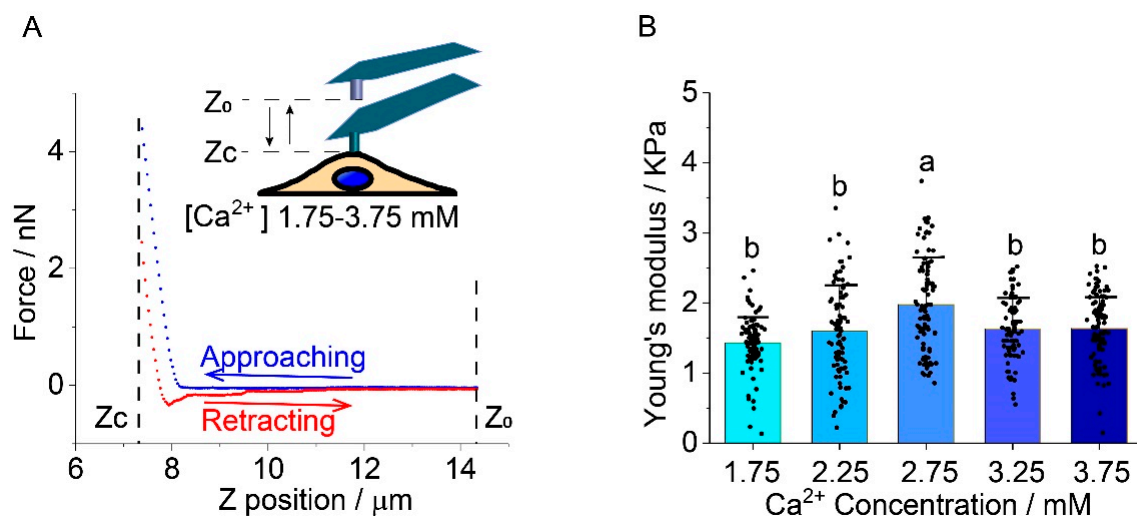 A
Force / nN
4
2
0
Z₀
Zc
[Ca²⁺] 1.75-3.75 mM
Approaching
Retracting
Zc
Z₀
6 8 10 12 14
Z position / μm
B
Young's modulus / KPa
5
4
3
2
1
0
b b a b b
1.75 2.25 2.75 3.25 3.75
Ca²⁺ Concentration / mM